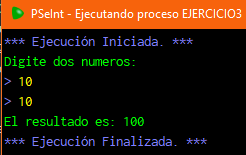 PSeInt - Ejecutando proceso EJERCICIO3
*** Ejecución Iniciada. ***
Digite dos numeros:
> 10
> 10
El resultado es: 100
*** Ejecución Finalizada. ***